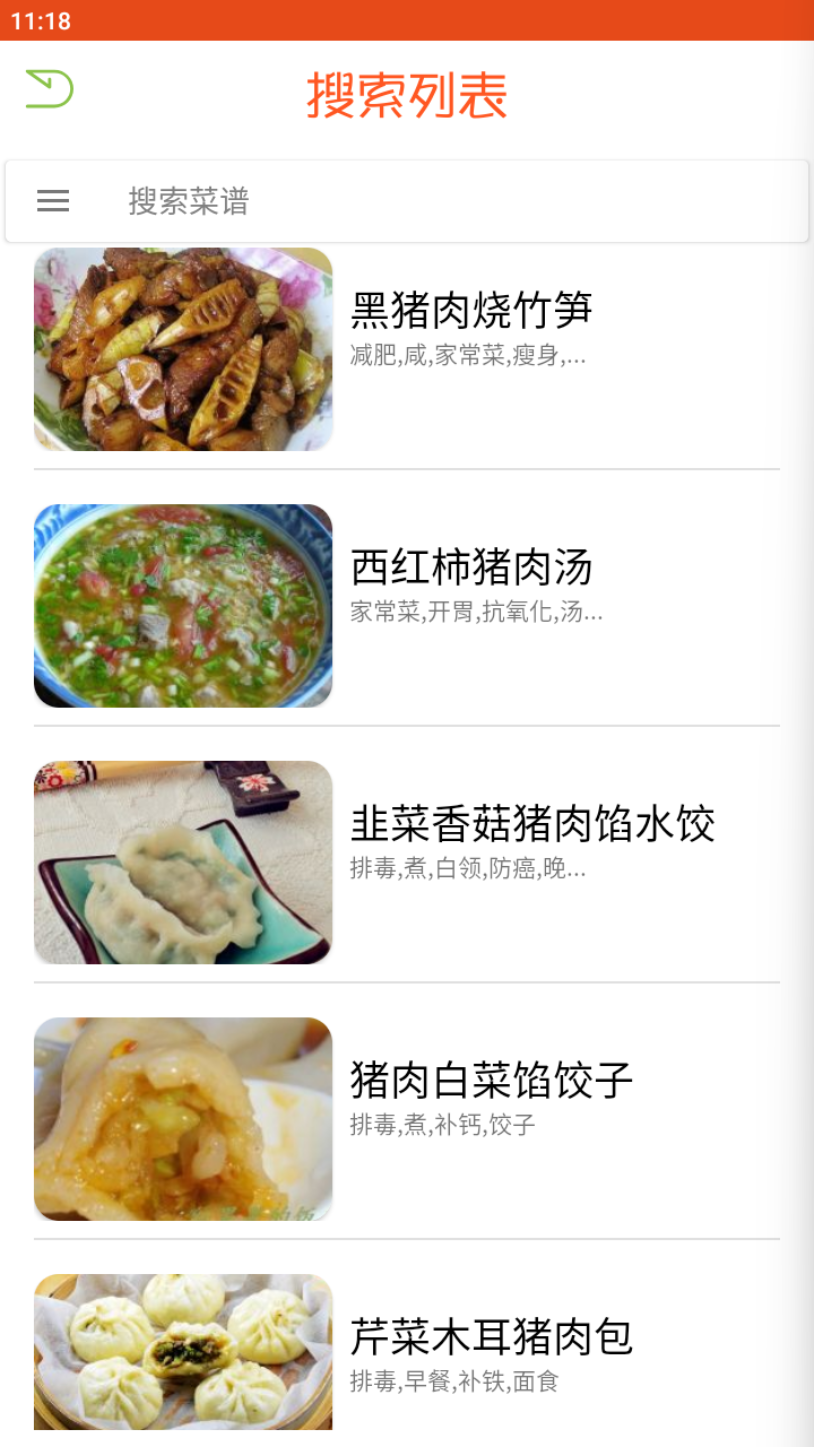 11:18
搜索列表
搜索菜谱
黑猪肉烧竹笋
减肥,咸,家常菜,瘦身,...
西红柿猪肉汤
家常菜,开胃,抗氧化,汤...
韭菜香菇猪肉馅水饺
排毒,煮,白领,防癌,晚...
猪肉白菜馅饺子
排毒,煮,补钙,饺子
芹菜木耳猪肉包
排毒,早餐,补铁,面食